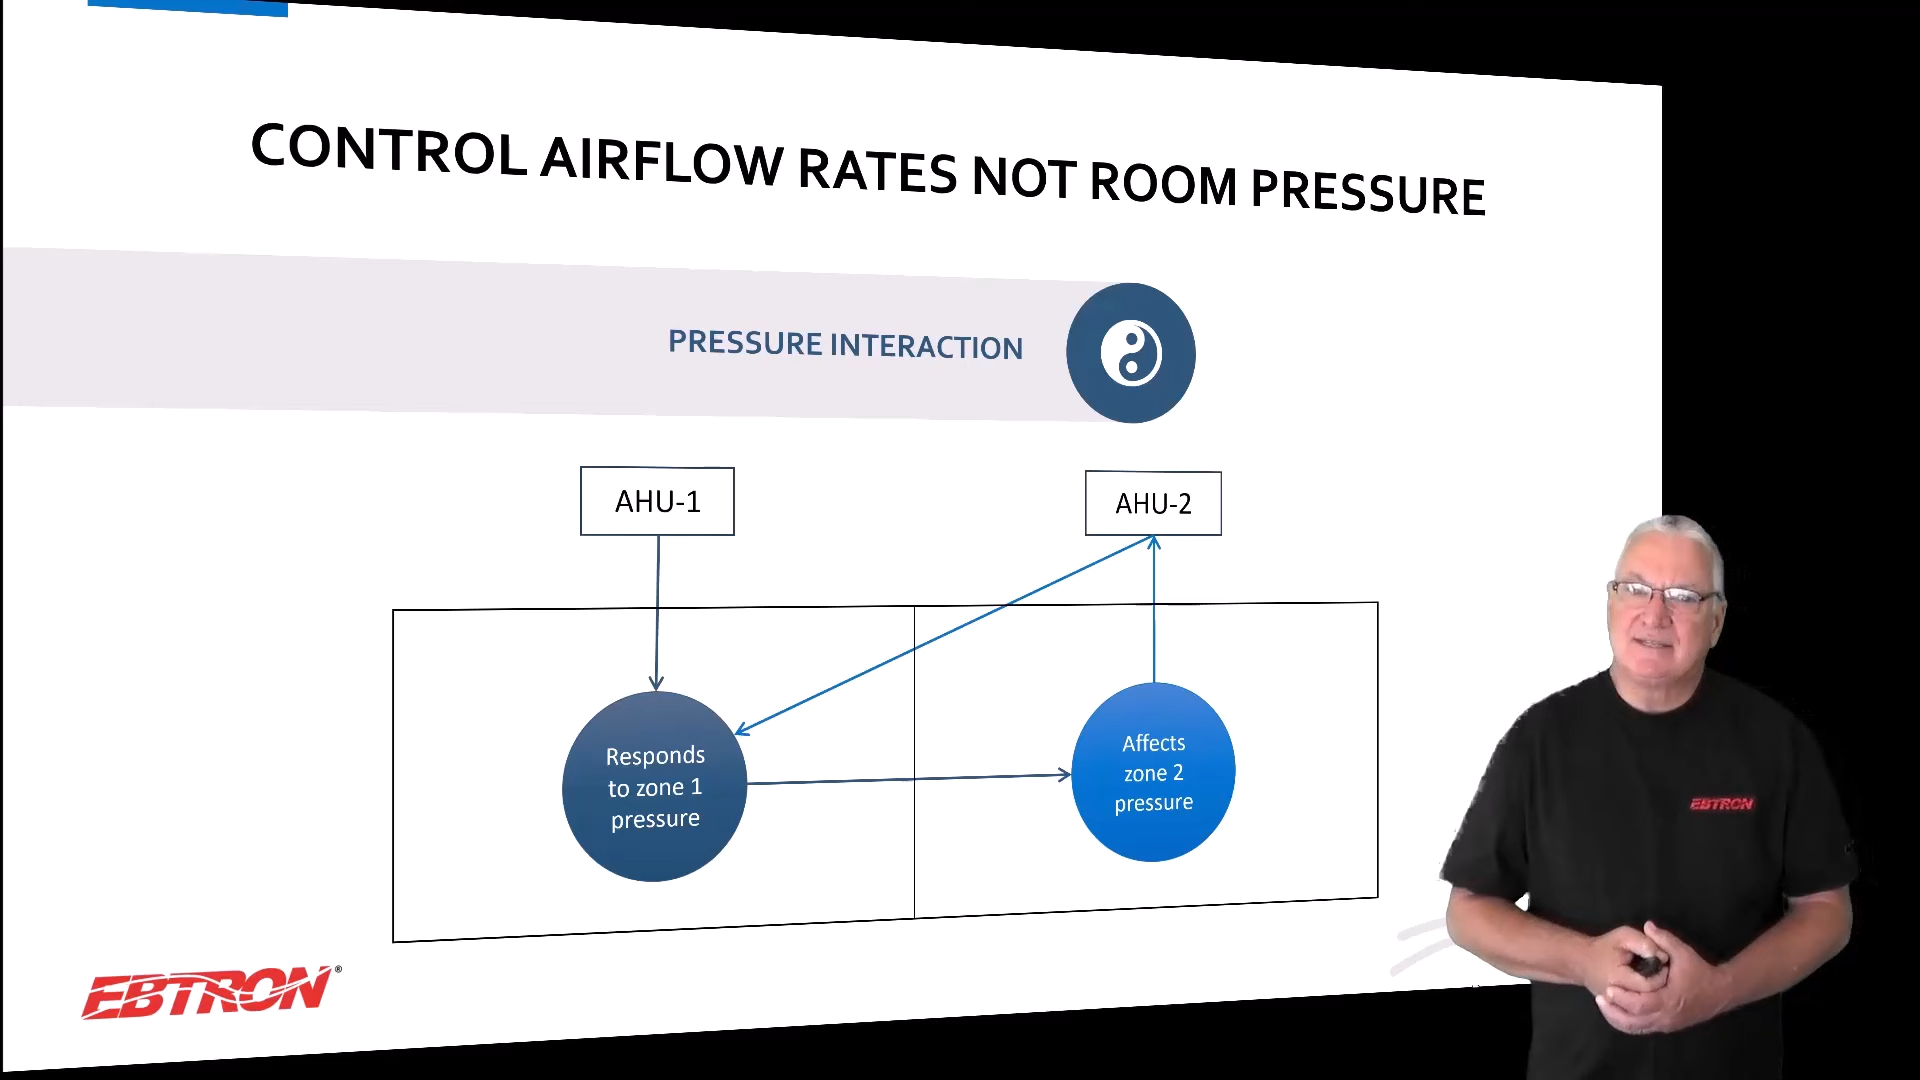 CONTROL AIRFLOW RATES NOT ROOM PRESSURE
PRESSURE INTERACTION
AHU-1
AHU-2
Responds
to zone 1
pressure
Affects
zone 2
pressure
EBTRON
EBTRON®